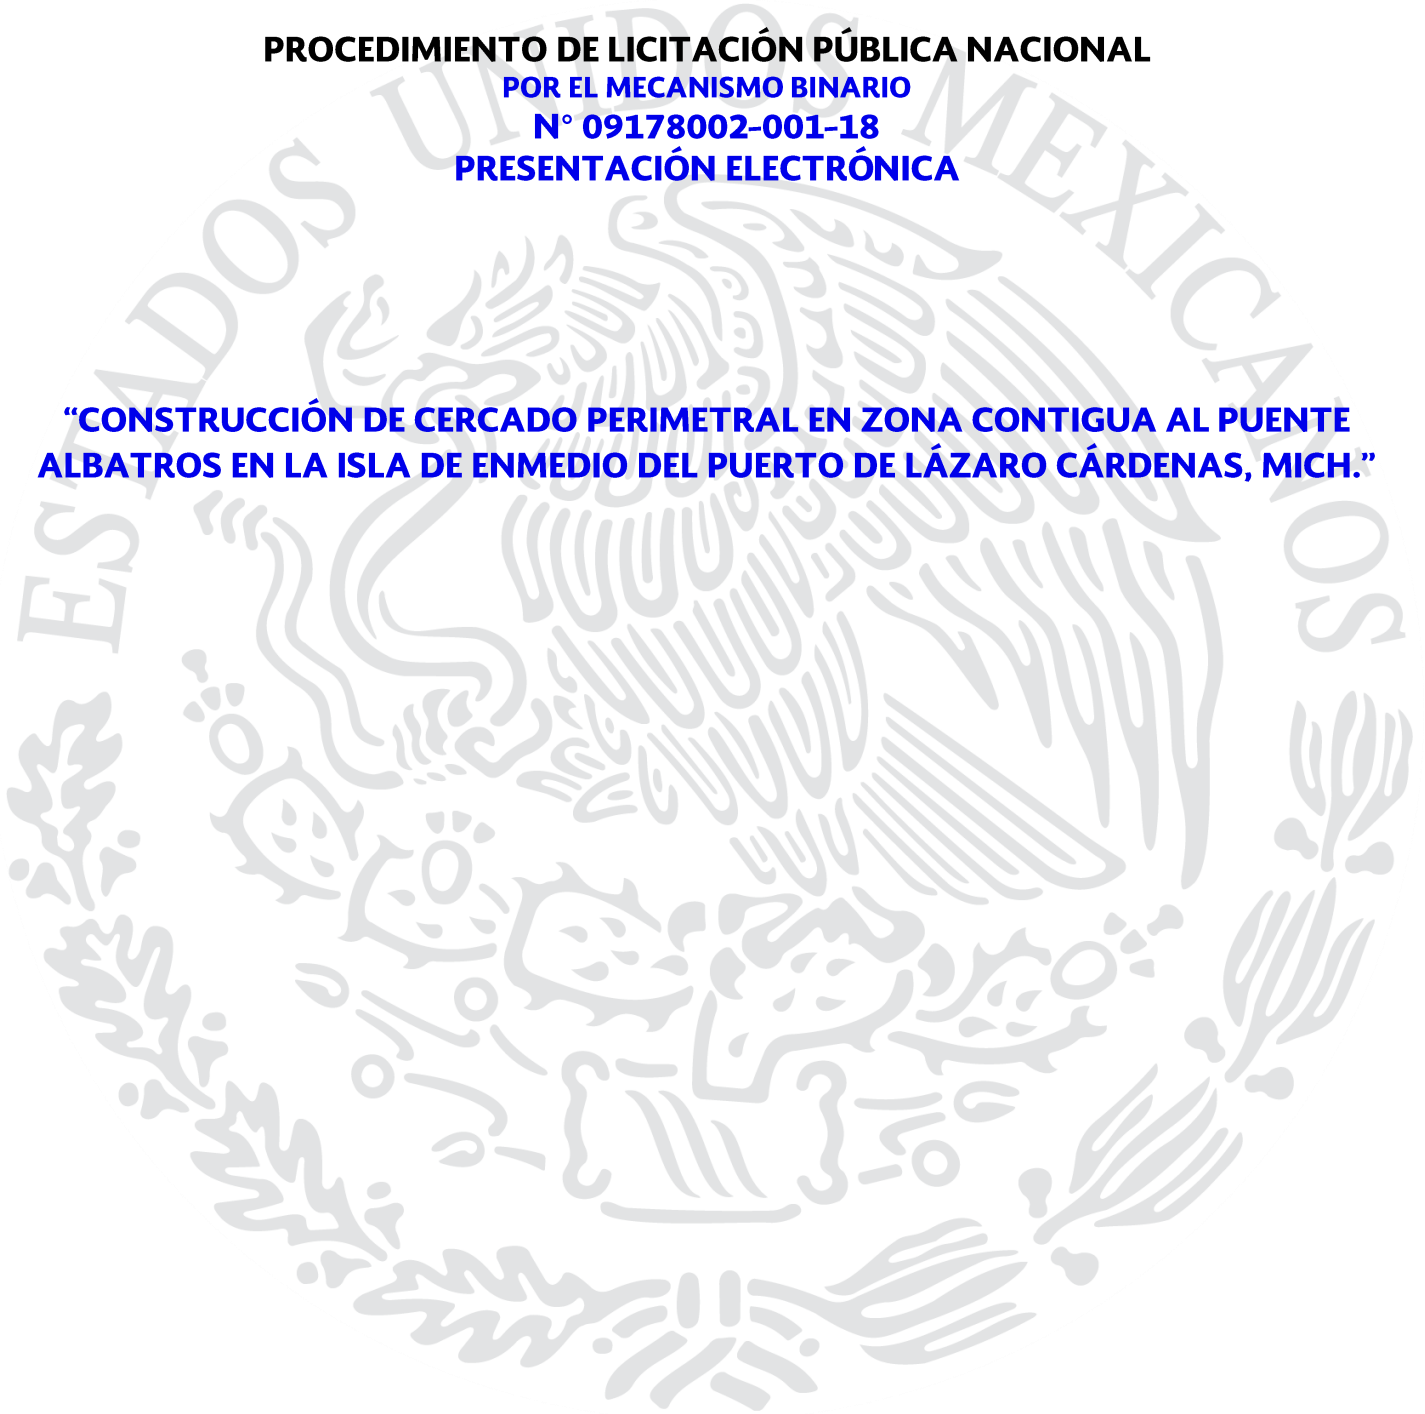 PROCEDIMIENTO DE LICITACIÓN PÚBLICA NACIONAL
POR EL MECANISMO BINARIO
N° 09178002-001-18
PRESENTACIÓN ELECTRÓNICA
“CONSTRUCCIÓN DE CERCADO PERIMETRAL EN ZONA CONTIGUA AL PUENTE
ALBATROS EN LA ISLA DE ENMEDIO DEL PUERTO DE LÁZARO CÁRDENAS, MICH.”
ESTADOS UNIDOS MEXICANOS